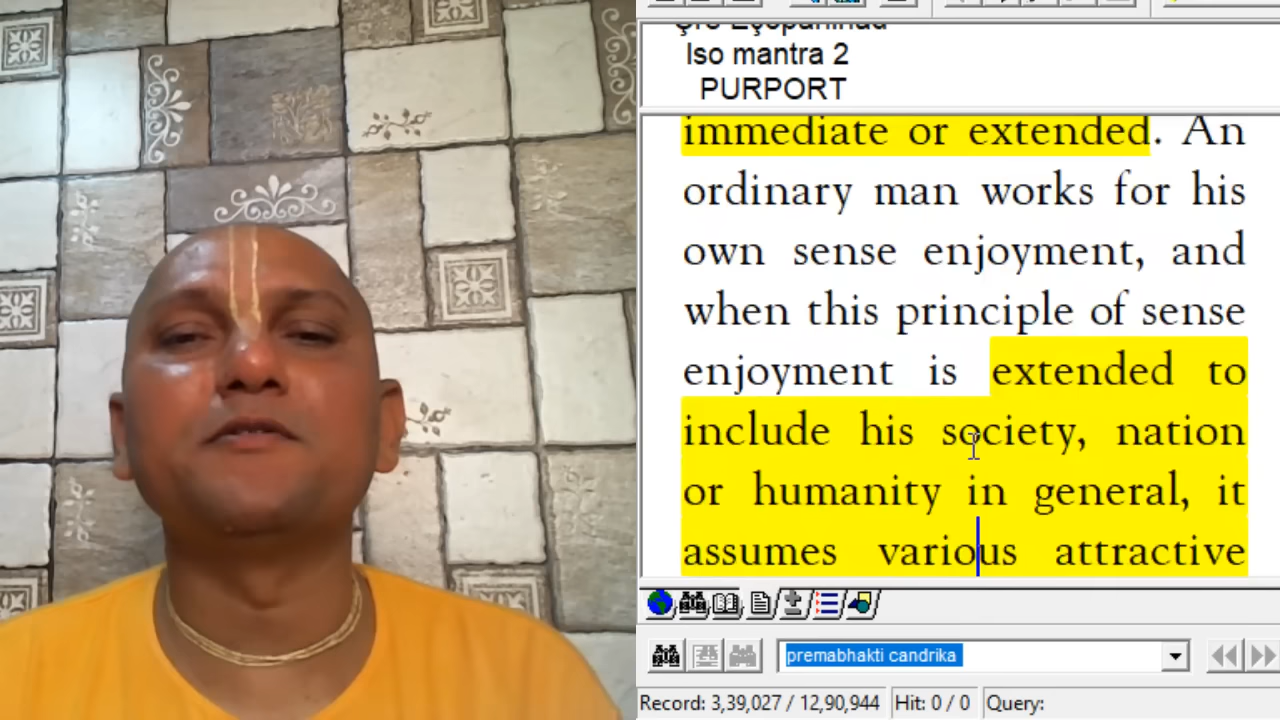 Çré Éçopaniñad
Iso mantra 2
PURPORT
immediate or extended. An
ordinary man works for his
own sense enjoyment, and
when this principle of sense
enjoyment is extended to
include his society, nation
or humanity in general, it
assumes various attractive
premabhakti candrika
Record: 3,39,027 / 12,90,944 Hit: 0 / 0 Query: